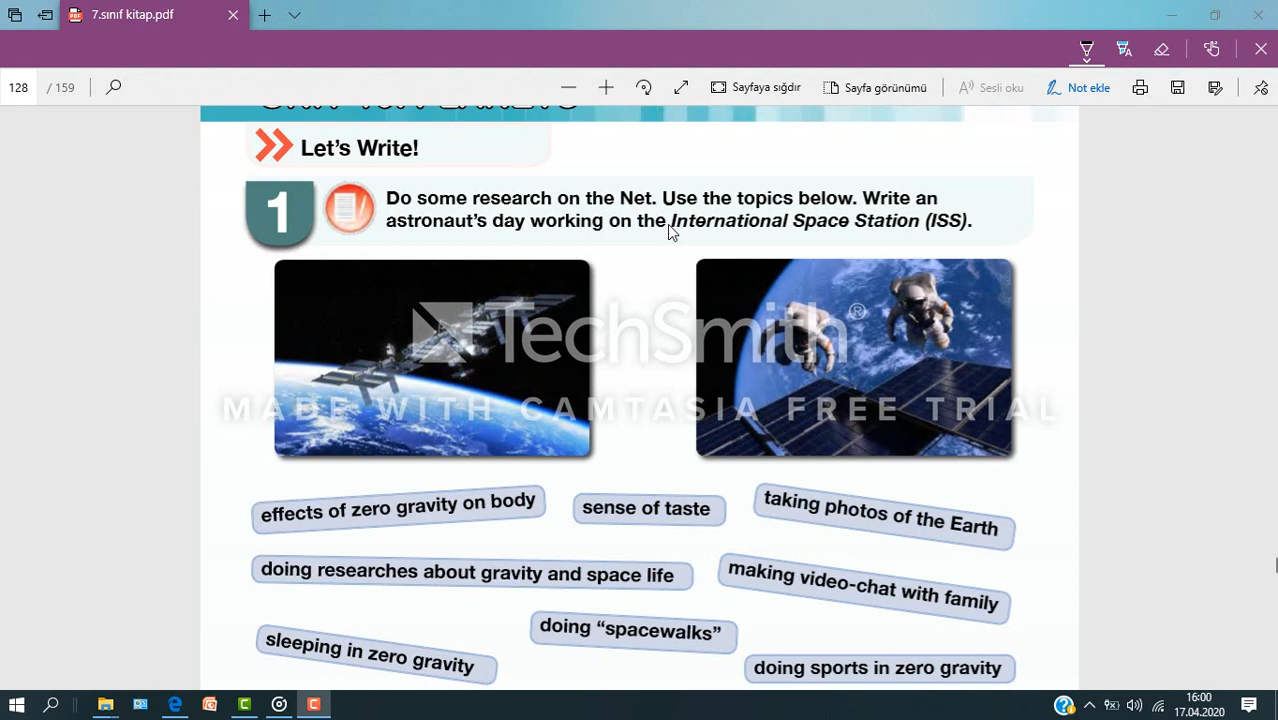 7.sınıf kitap.pdf
128 / 159
Sayfaya sığdır
Sayfa görünümü
Sesli oku
Not ekle
Let's Write!
1
Do some research on the Net. Use the topics below. Write an
astronaut's day working on the International Space Station (ISS).
TechSmith®
MADE WITH CAMTASIA FREE TRIAL
effects of zero gravity on body
sense of taste
taking photos of the Earth
doing researches about gravity and space life
making video-chat with family
doing “spacewalks”
sleeping in zero gravity
doing sports in zero gravity
16:00
17.04.2020